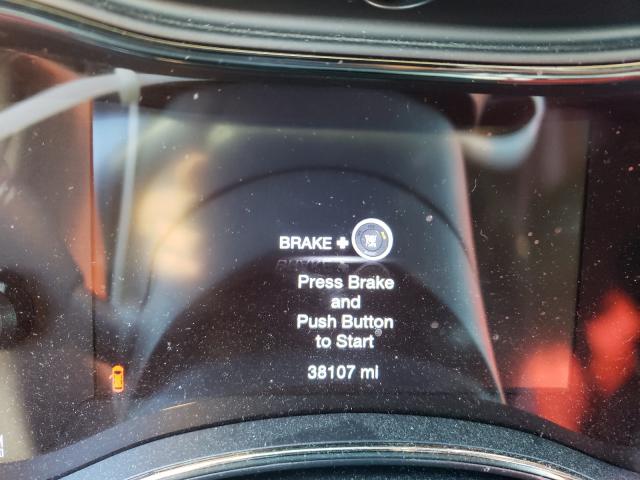 BRAKE +
Press Brake
and
Push Button
to Start
38107 mi